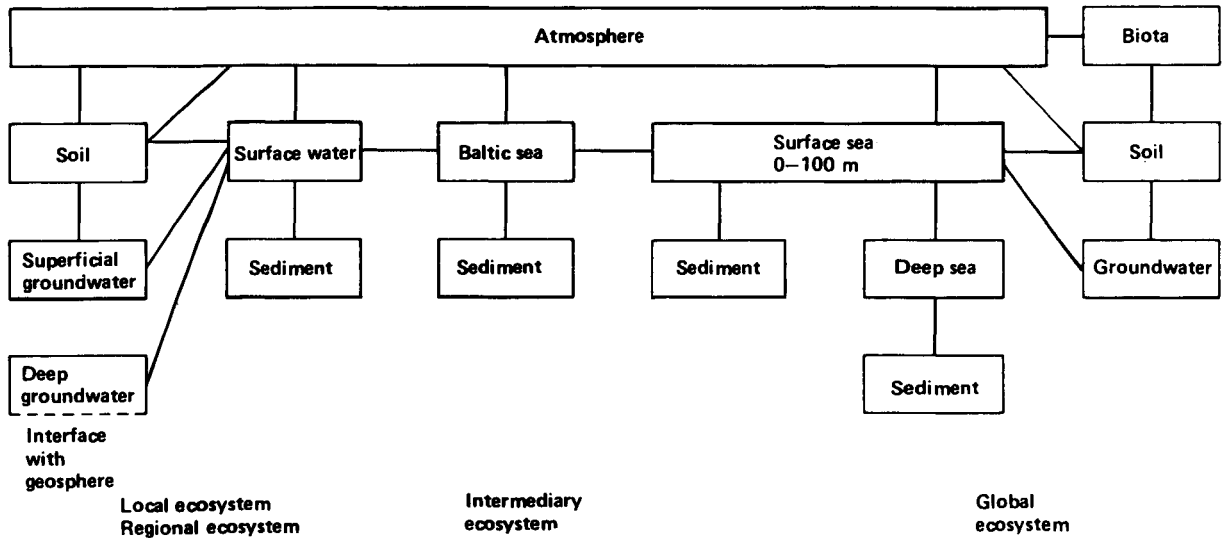 Atmosphere
Biota
Soil
Surface water
Baltic sea
Surface sea
0–100 m
Soil
Superficial
groundwater
Sediment
Sediment
Sediment
Deep sea
Groundwater
Deep
groundwater
Sediment
Interface
with
geosphere
Local ecosystem
Regional ecosystem
Intermediary
ecosystem
Global
ecosystem